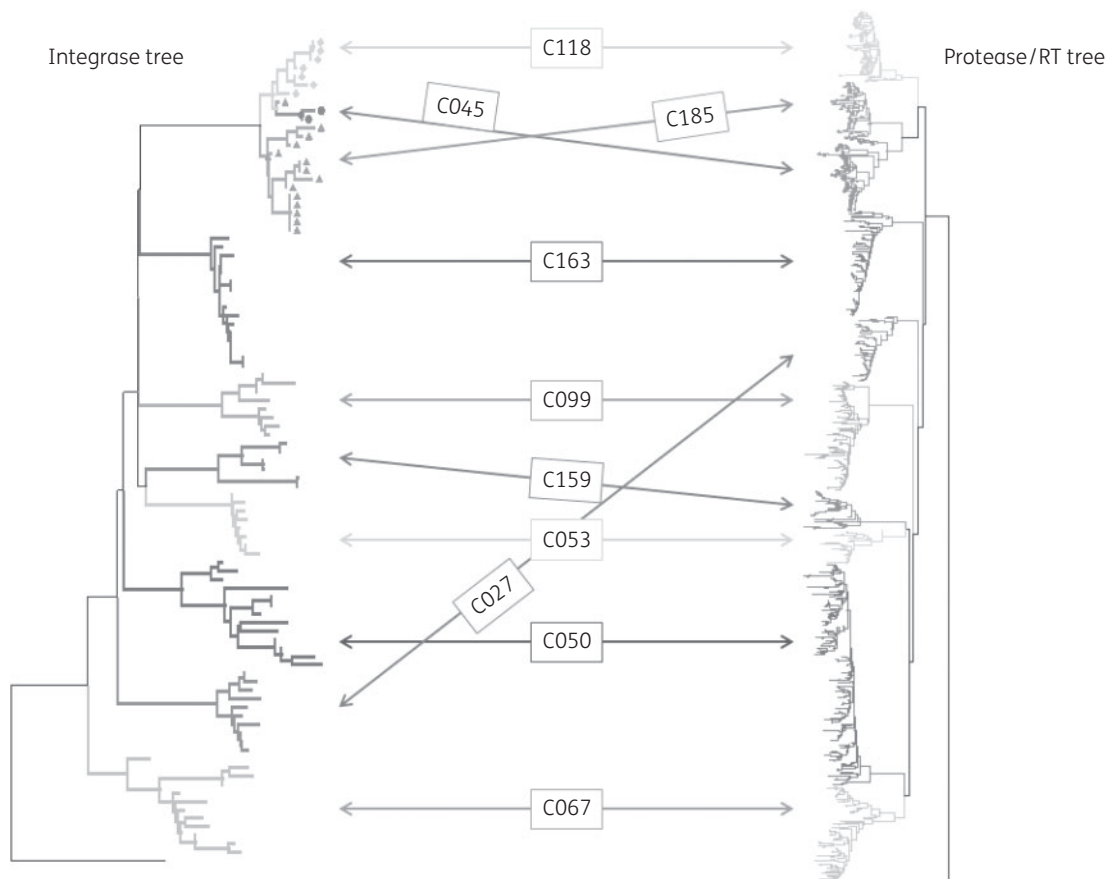 Integrase tree
Protease/RT tree
C118
C045
C185
C163
C099
C159
C053
C027
C050
C067